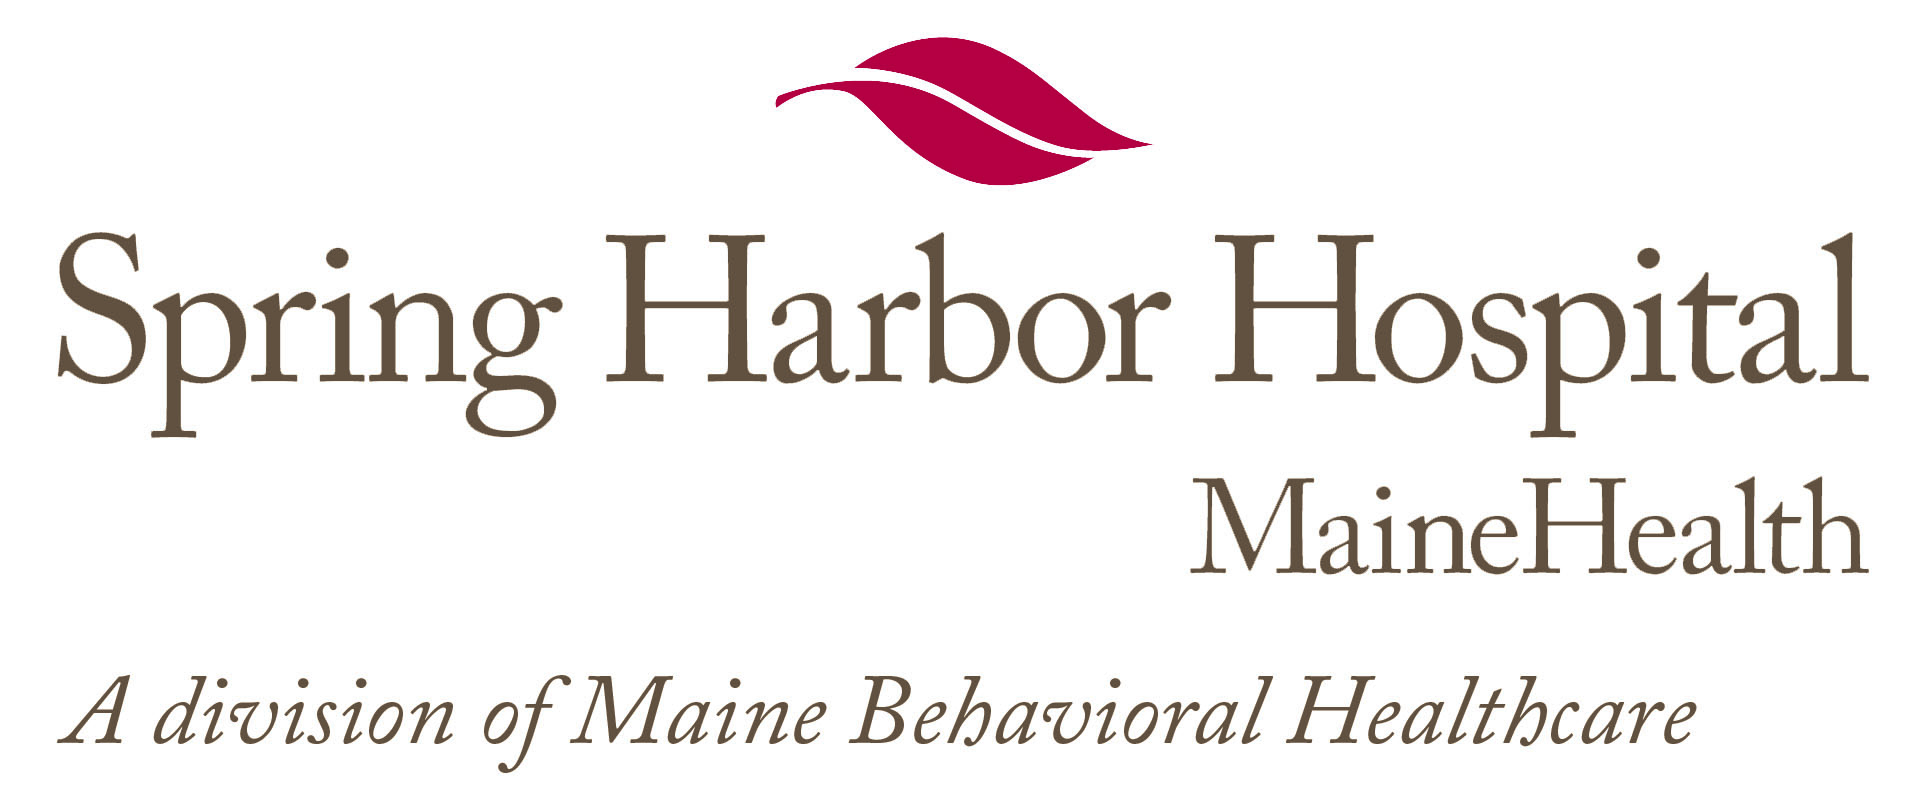 Spring Harbor Hospital
MaineHealth
A division of Maine Behavioral Healthcare